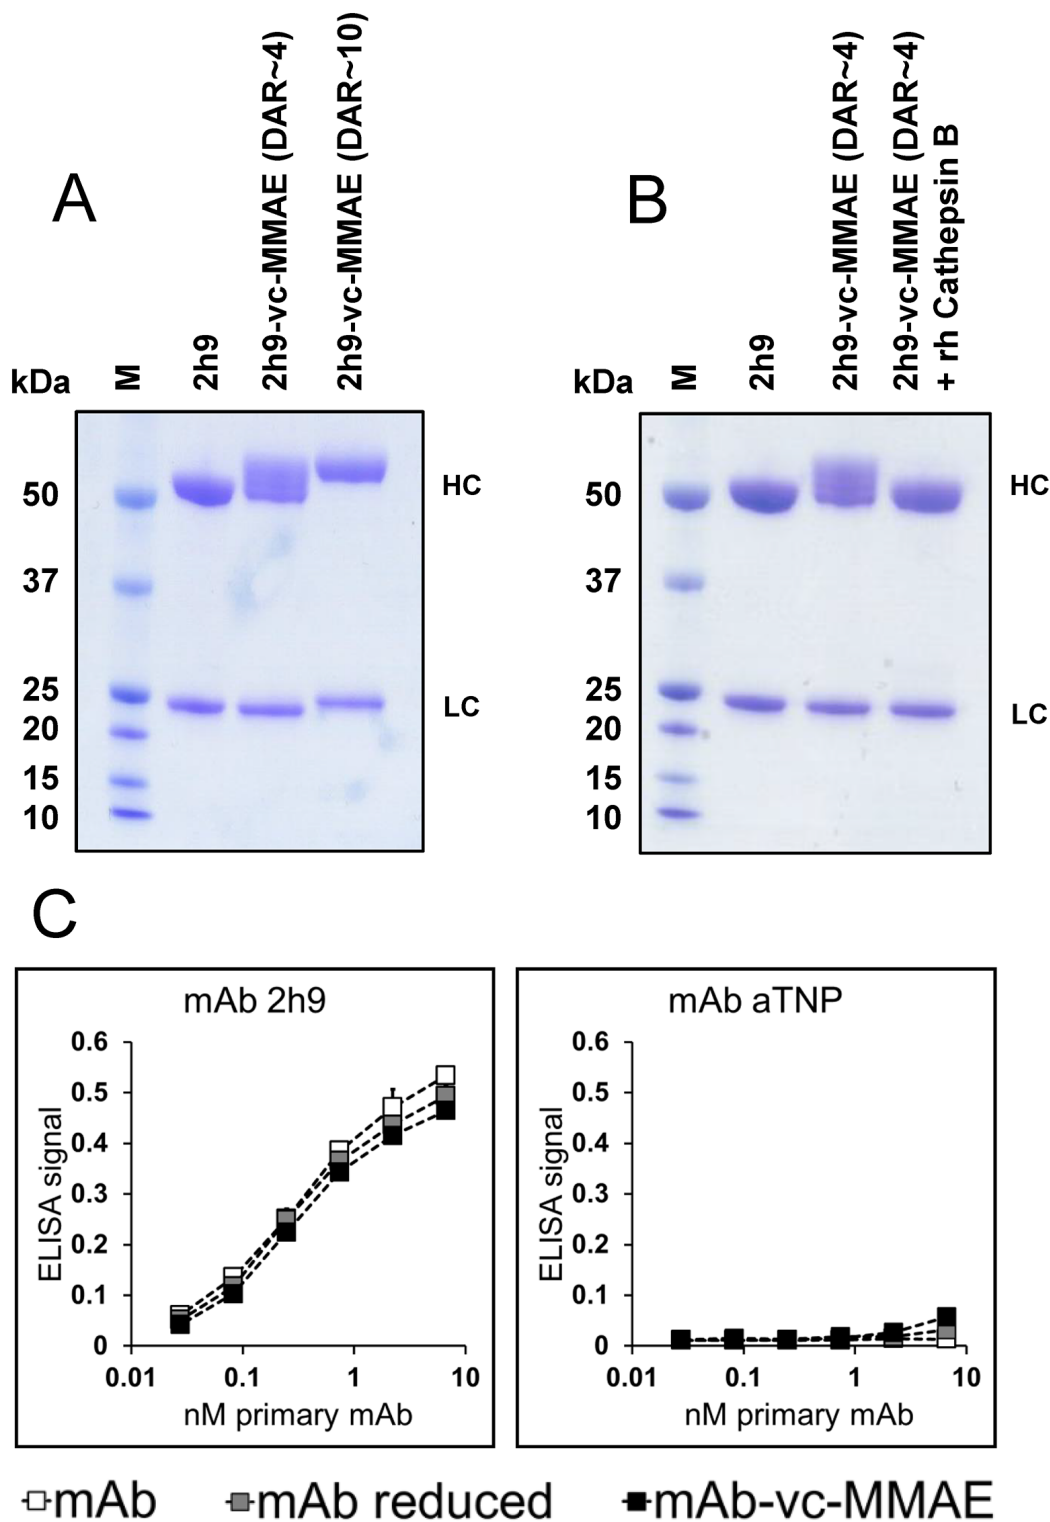 A
kDa
M
2h9
2h9-vc-MMAE (DAR~4)
2h9-vc-MMAE (DAR~10)
50
37
25
20
15
10
HC
LC
B
kDa
M
2h9
2h9-vc-MMAE (DAR~4)
2h9-vc-MMAE (DAR~4)
+ rh Cathepsin B
50
37
25
20
15
10
HC
LC
C
mAb 2h9
ELISA signal
0.6
0.5
0.4
0.3
0.2
0.1
0
0.01 0.1 1 10
nM primary mAb
mAb aTNP
ELISA signal
0.6
0.5
0.4
0.3
0.2
0.1
0
0.01 0.1 1 10
nM primary mAb
mAb mAb reduced mAb-vc-MMAE